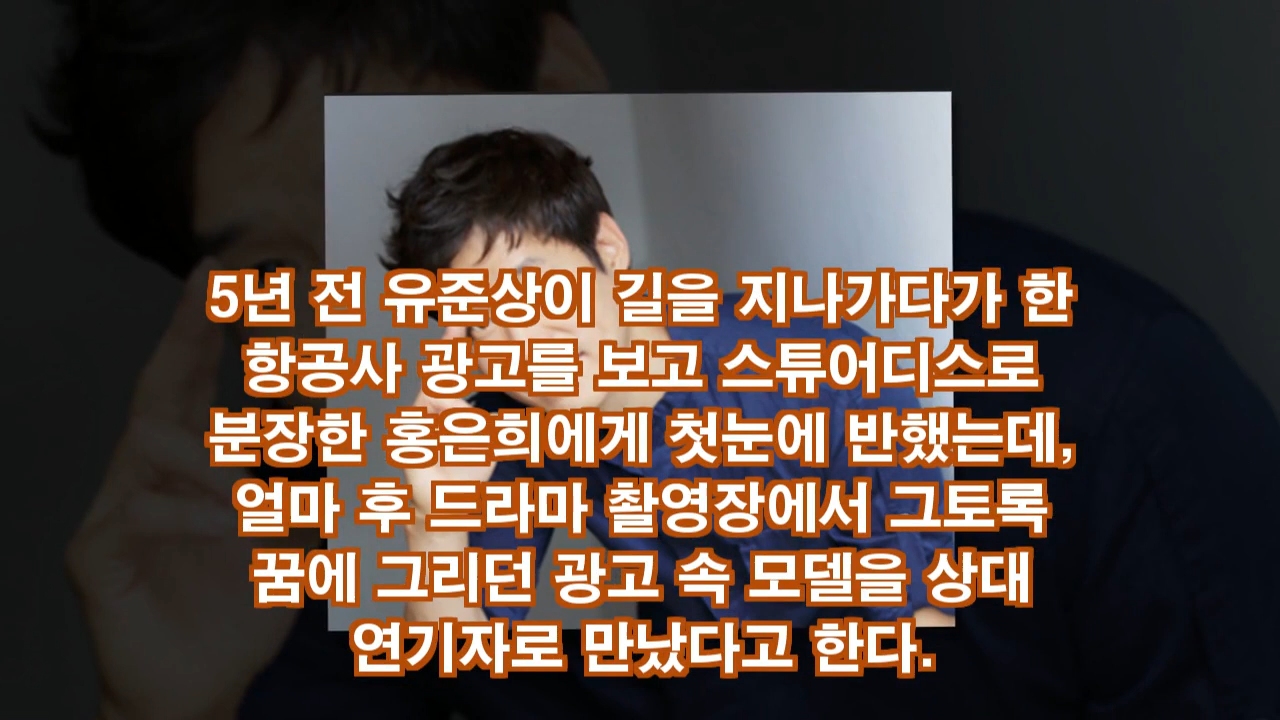 5년 전 유준상이 길을 지나가다가 한
항공사 광고를 보고 스튜어디스로
분장한 홍은희에게 첫눈에 반했는데,
얼마 후 드라마 촬영장에서 그토록
꿈에 그리던 광고 속 모델을 상대
연기자로 만났다고 한다.